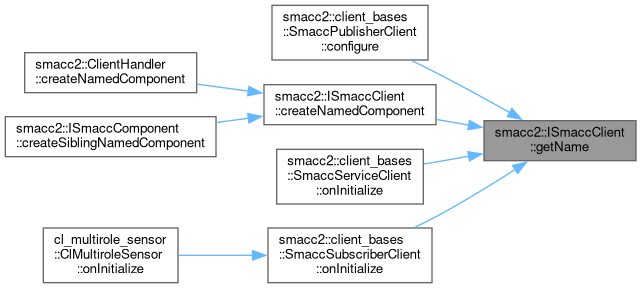 smacc2::client_bases
::SmaccPublisherClient
::configure
smacc2::ClientHandler
::createNamedComponent
smacc2::ISmaccClient
::createNamedComponent
smacc2::ISmaccComponent
::createSiblingNamedComponent
smacc2::ISmaccClient
::getName
smacc2::client_bases
::SmaccServiceClient
::onInitialize
cl_multirole_sensor
::ClMultiroleSensor
::onInitialize
smacc2::client_bases
::SmaccSubscriberClient
::onInitialize